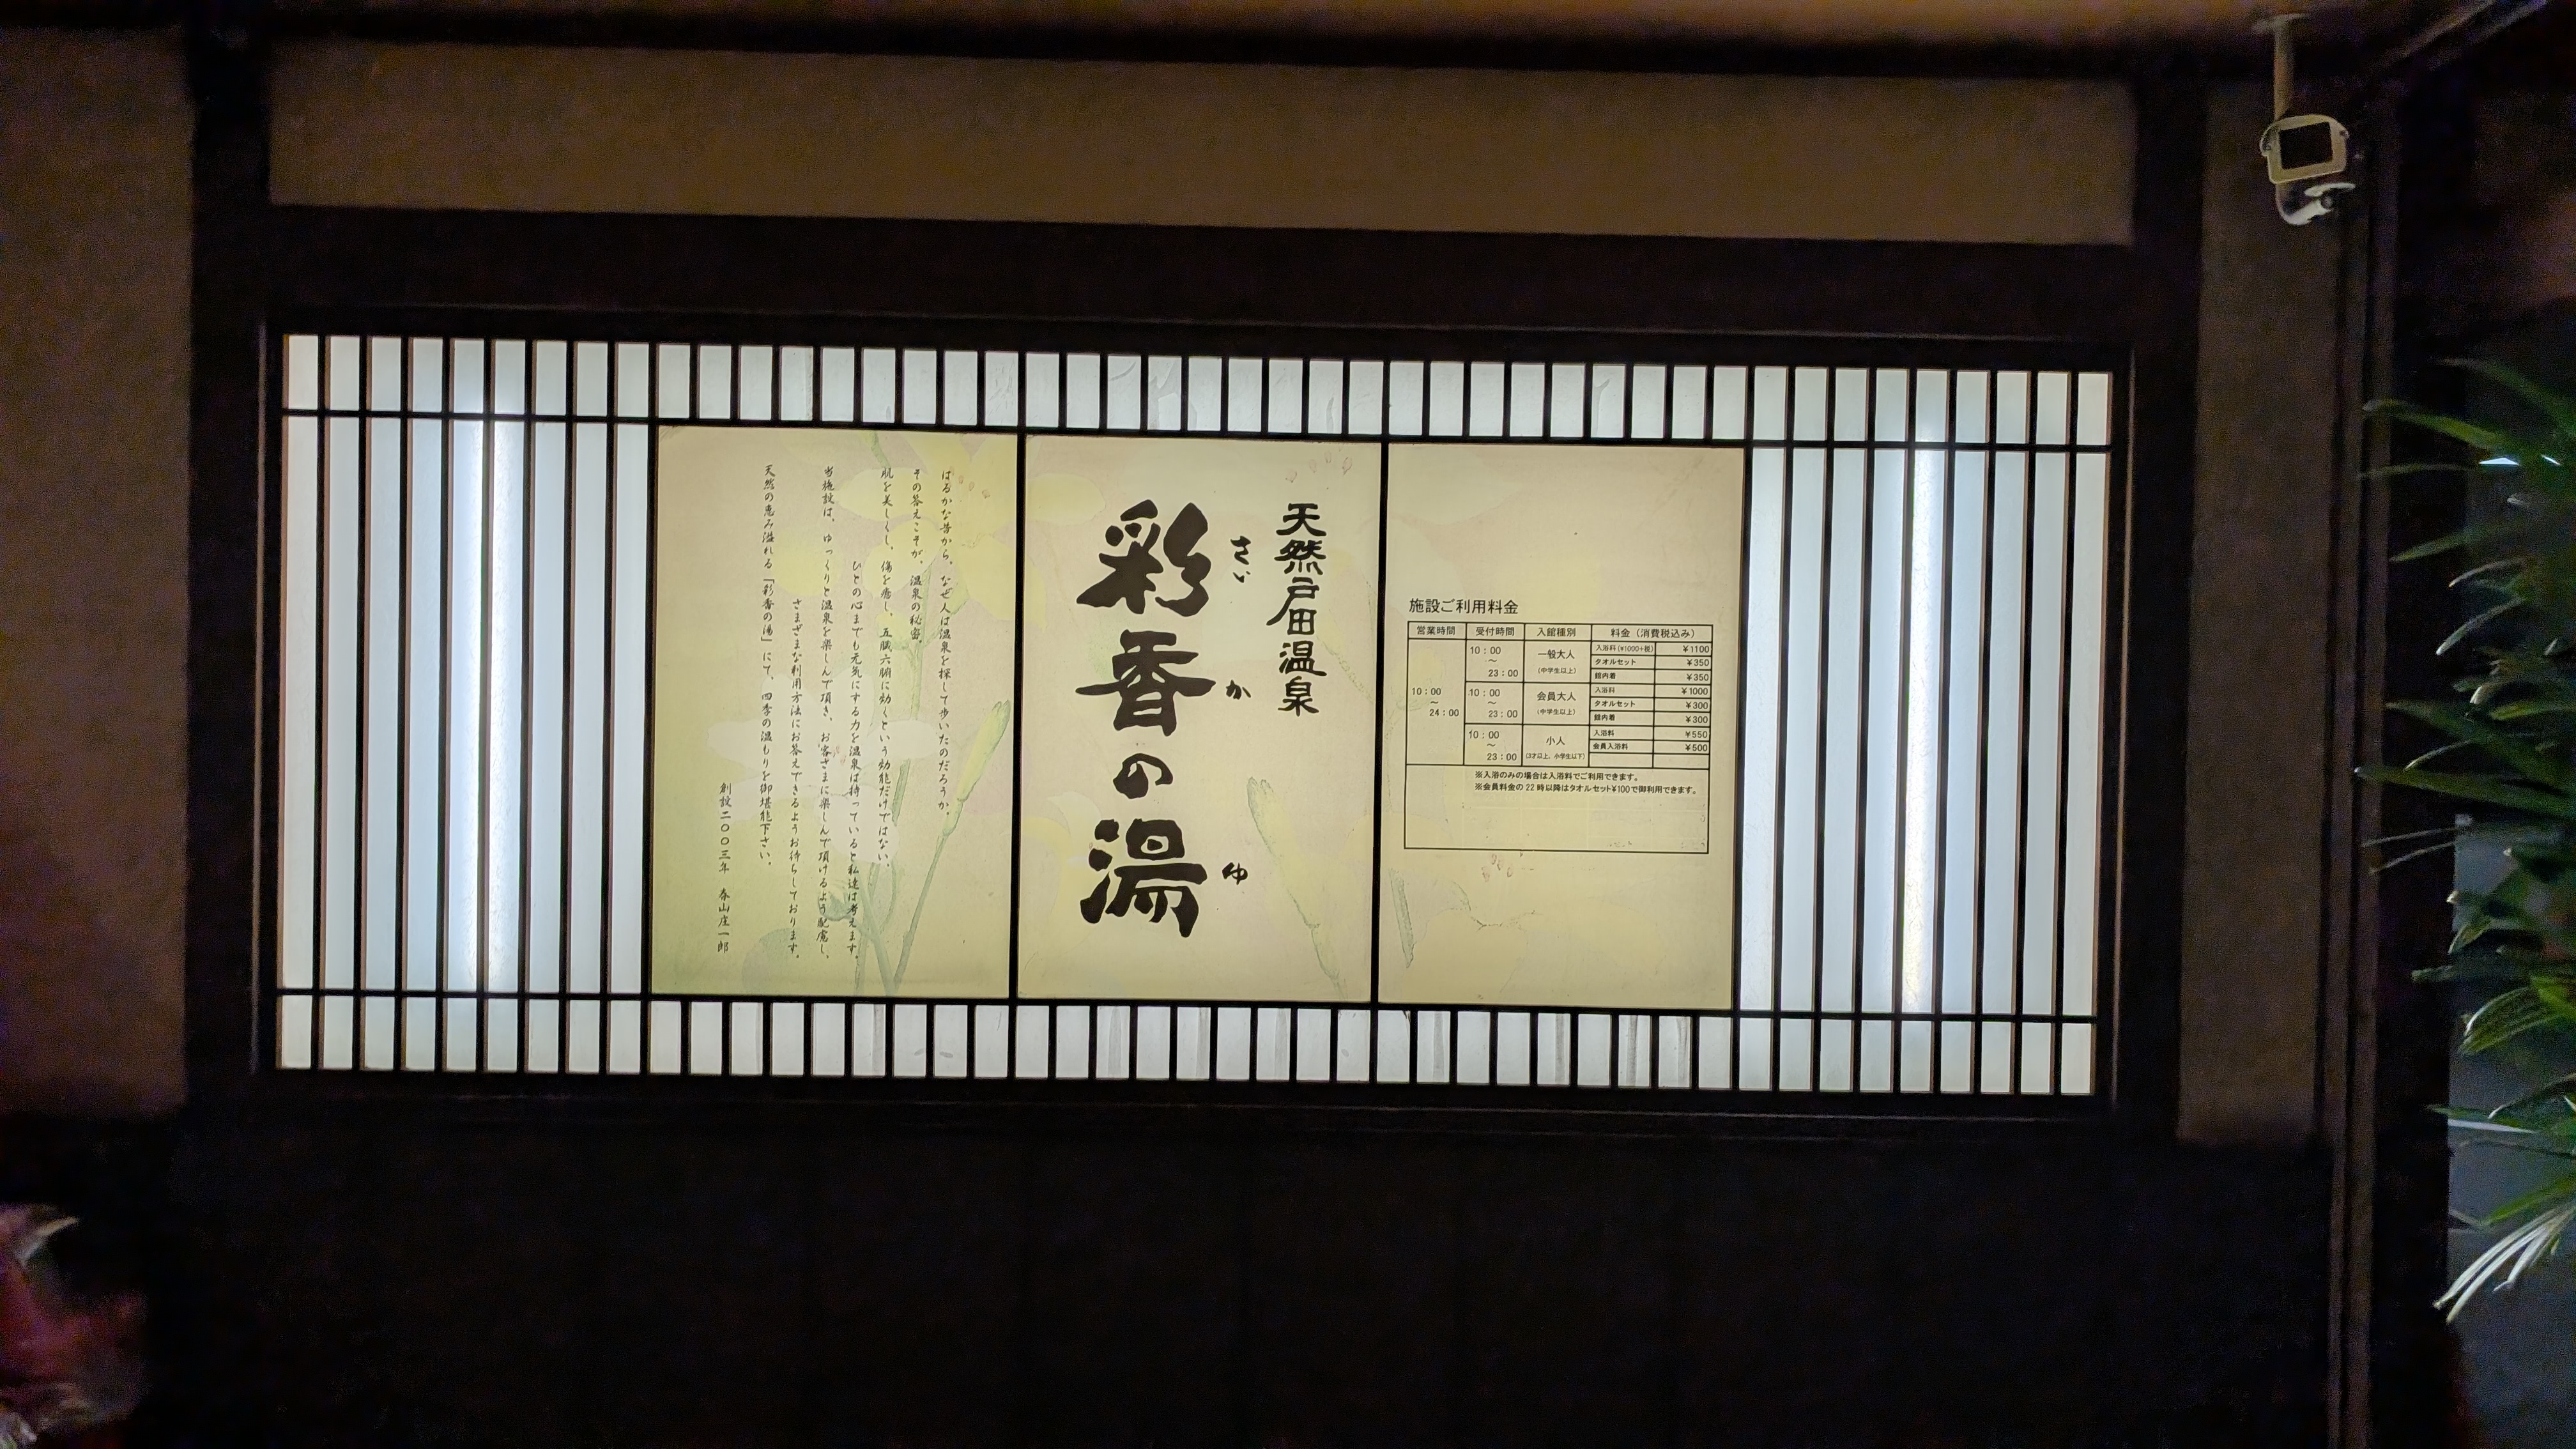 天然戸田温泉
彩香の湯
さい
か
ゆ
はるかな昔から、なぜ人は温泉を探して歩いたのだろうか。
その答えこそが、温泉の秘密。
肌を美しくし、傷を癒し、五臓六腑に効くという効能だけではない。
ひとの心までも元気にする力を温泉は持っていると私達は考えます。
当施設は、ゆっくりと温泉を楽しんで頂き、お客さまに楽しんで頂けるよう配慮し、
さまざまな利用方法にお答えできるようお待ちしております。
天然の恵み溢れる「彩香の湯」にて、四季の温もりを御堪能下さい。
創設二〇〇三年 春山庄一郎
施設ご利用料金
営業時間 受付時間 入館種別 料金（消費税込み）
10：00 〜 24：00
10：00 〜 23：00 一般大人 (中学生以上)
入浴料 (¥1000+税) ¥1100
タオルセット ¥350
館内着 ¥350
10：00 〜 23：00 会員大人 (中学生以上)
入浴料 ¥1000
タオルセット ¥300
館内着 ¥300
10：00 〜 23：00 小人 (3才以上、小学生以下)
入浴料 ¥550
会員入浴料 ¥500
※入浴のみの場合は入浴料でご利用できます。
※会員料金の 22 時以降はタオルセット¥100で御利用できます。